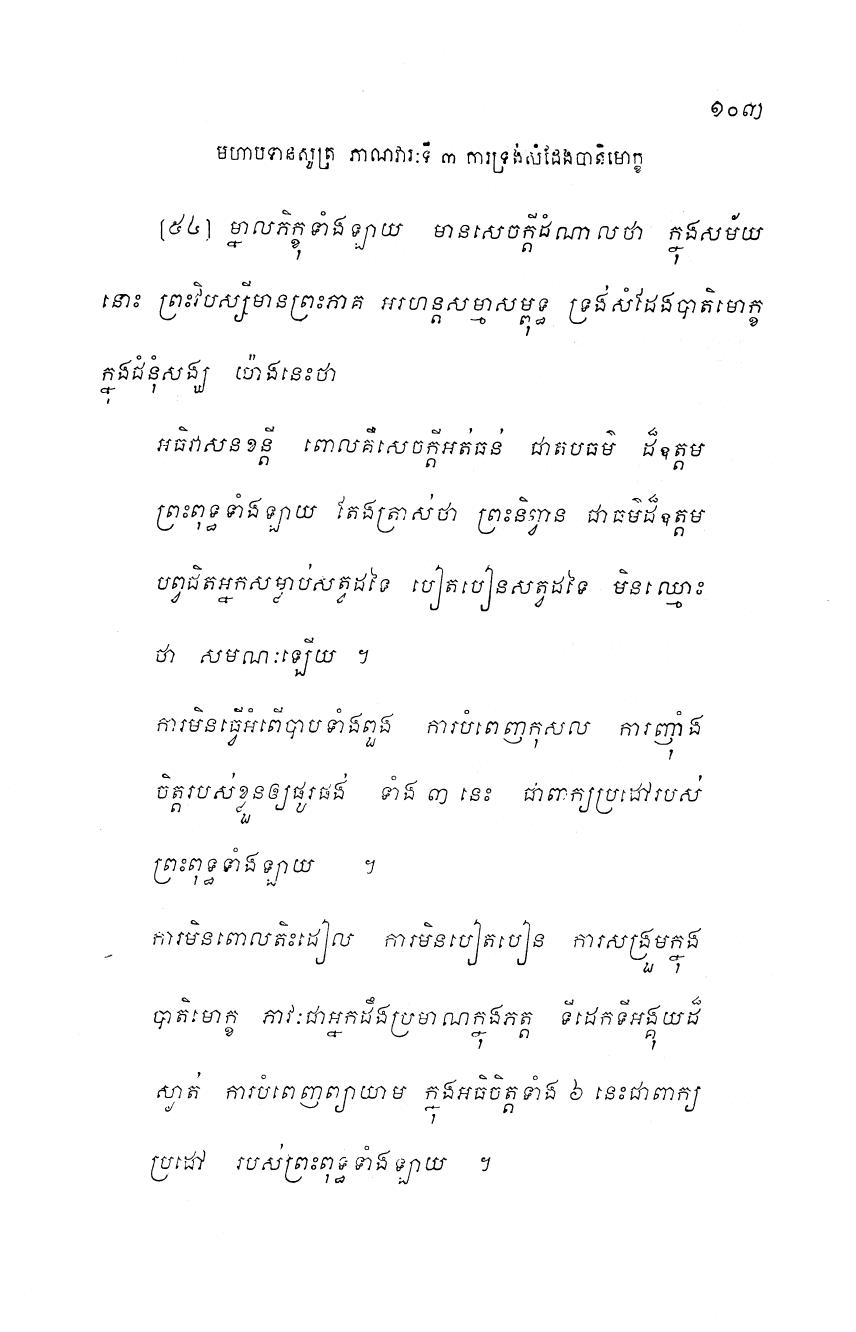 ១០៣
មហាបទានសូត្រ ភាណវារៈទី ៣ ការទ្រង់សំដែងបាតិមោក្ខ
[៥៤] ម្នាលភិក្ខុទាំងឡាយ មានសេចក្តីដំណាលថា ក្នុងសម័យ
នោះ ព្រះវិបស្សីមានព្រះភាគ អរហន្តសម្មាសម្ពុទ្ធ ទ្រង់សំដែងបាតិមោក្ខ
ក្នុងជំនុំសង្ឃ យ៉ាងនេះថា
អធិវាសនខន្តី ពោលគឺសេចក្តីអត់ធន់ ជាតបធម៌ ដ៏ឧត្តម
ព្រះពុទ្ធទាំងឡាយ តែងត្រាស់ថា ព្រះនិព្វាន ជាធម៌ដ៏ឧត្តម
បព្វជិតអ្នកសម្លាប់សត្វដទៃ បៀតបៀនសត្វដទៃ មិនឈ្មោះ
ថា សមណៈឡើយ ។
ការមិនធ្វើអំពើបាបទាំងពួង ការបំពេញកុសល ការញ៉ាំង
ចិត្តរបស់ខ្លួនឲ្យផូរផង់ ទាំង ៣ នេះ ជាពាក្យប្រដៅរបស់
ព្រះពុទ្ធទាំងឡាយ ។
ការមិនពោលតិះដៀល ការមិនបៀតបៀន ការសង្រួមក្នុង
បាតិមោក្ខ ភាវៈជាអ្នកដឹងប្រមាណក្នុងភត្ត ទីដេកទីអង្គុយដ៏
ស្ងាត់ ការបំពេញព្យាយាម ក្នុងអធិចិត្តទាំង ៦ នេះជាពាក្យ
ប្រដៅ របស់ព្រះពុទ្ធទាំងឡាយ ។